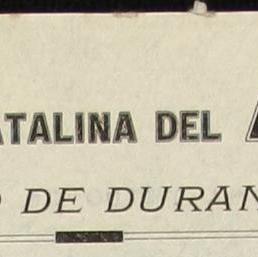 ATALINA DEL
DE DURAN